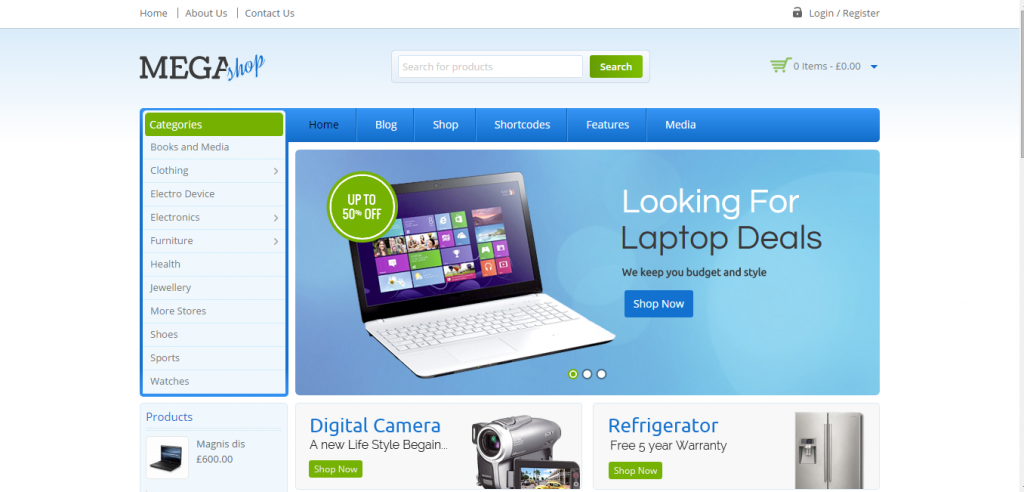 Home About Us Contact Us Login / Register
MEGA shop
Search for products Search 0 Items - £0.00
Categories Home Blog Shop Shortcodes Features Media
Books and Media
Clothing
Electro Device
Electronics
Furniture
Health
Jewellery
More Stores
Shoes
Sports
Watches
UP TO
50% OFF
Looking For
Laptop Deals
We keep you budget and style
Shop Now
Products
Magnis dis
£600.00
Digital Camera
A new Life Style Begain...
Shop Now
Refrigerator
Free 5 year Warranty
Shop Now